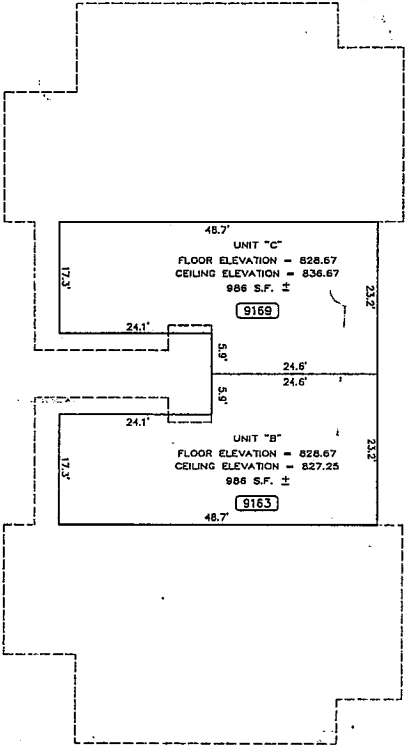 48.7'
UNIT "C"
FLOOR ELEVATION = 828.67
CEILING ELEVATION = 836.67
986 S.F. ±
9169
17.3'
23.2'
24.1'
5.9'
24.6'
24.6'
5.9'
24.1'
UNIT "B"
FLOOR ELEVATION = 828.67
CEILING ELEVATION = 827.25
986 S.F. ±
9163
17.3'
23.2'
48.7'